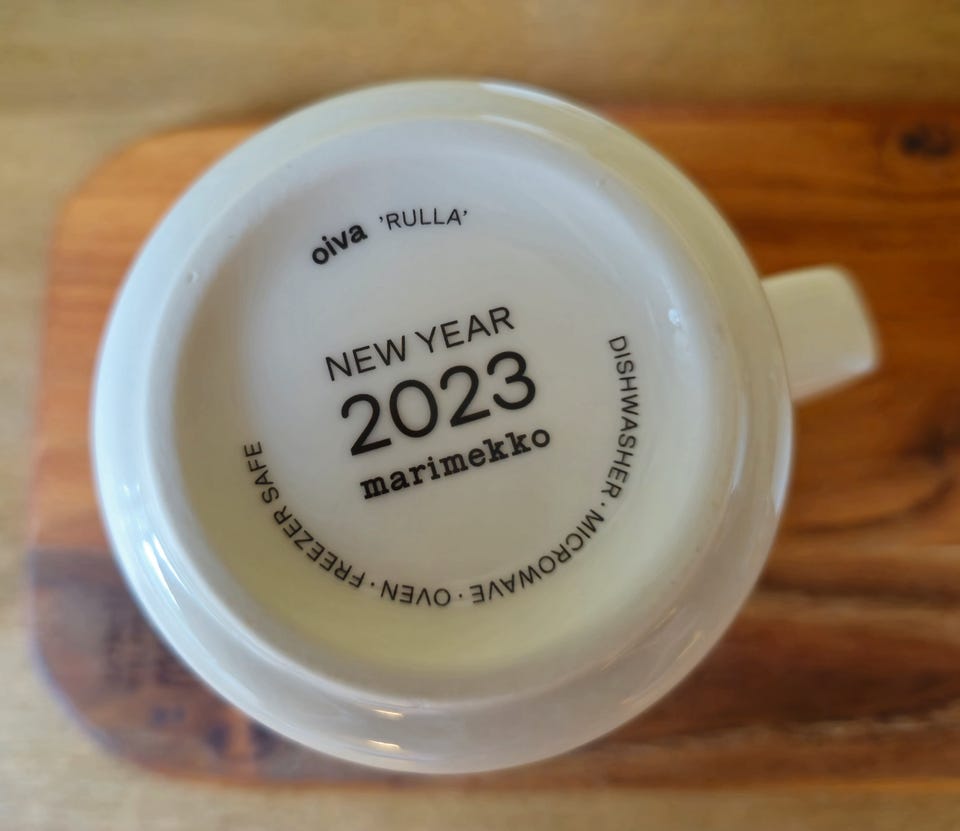 oiva ’RULLA’
NEW YEAR
2023
marimekko
DISHWASHER · MICROWAVE · OVEN · FREEZER SAFE